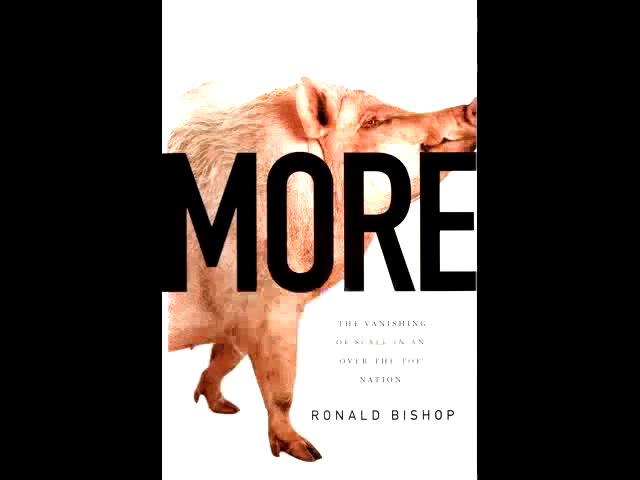 MORE
THE VANISHING
OF SCALE IN AN
OVER THE TOP
NATION
RONALD BISHOP